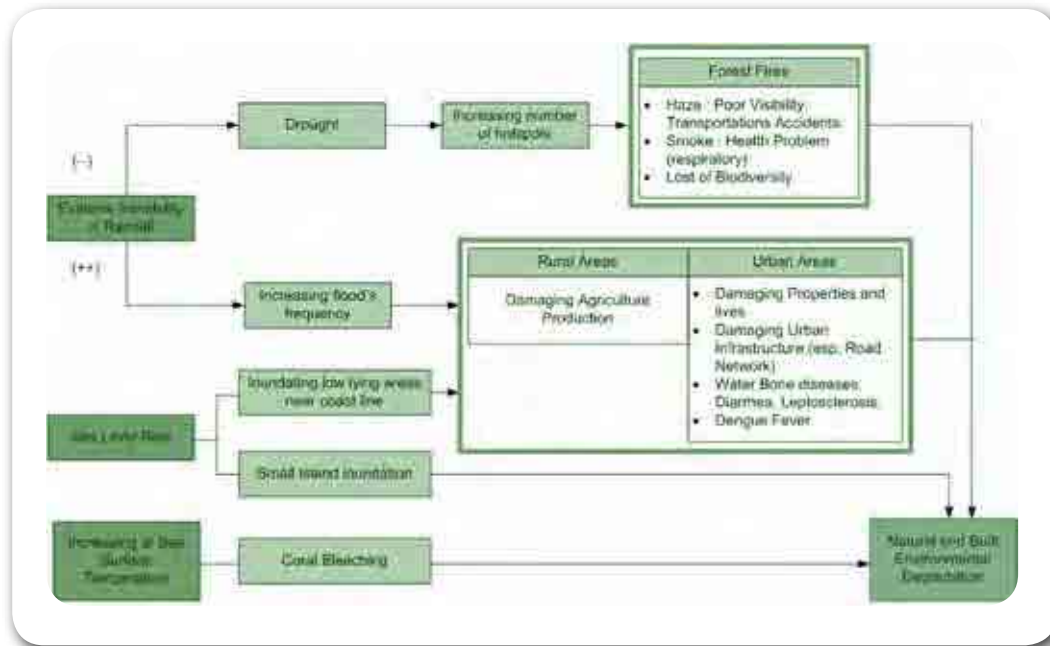 Forest Fires
• Haze : Poor Visibility
Transportations Accidents
• Smoke : Health Problem
(respiratory)
• Lost of Biodiversity
Drought
Increasing number
of hotspots
(--)
Extreme Variability
of Rainfall
(++)
Increasing flood's
frequency
Rural Areas
Damaging Agriculture
Production
Urban Areas
• Damaging Properties and
lives
• Damaging Urban
Infrastructure (esp. Road
Network)
• Water Bone diseases:
Diarrhea, Leptosclerosis
• Dengue Fever
Inundating low lying areas
near coast line
Sea Level Rise
Small Island Inundation
Increasing of Sea
Surface
Temperature
Coral Bleaching
Natural and Built
Environmental
Degradation